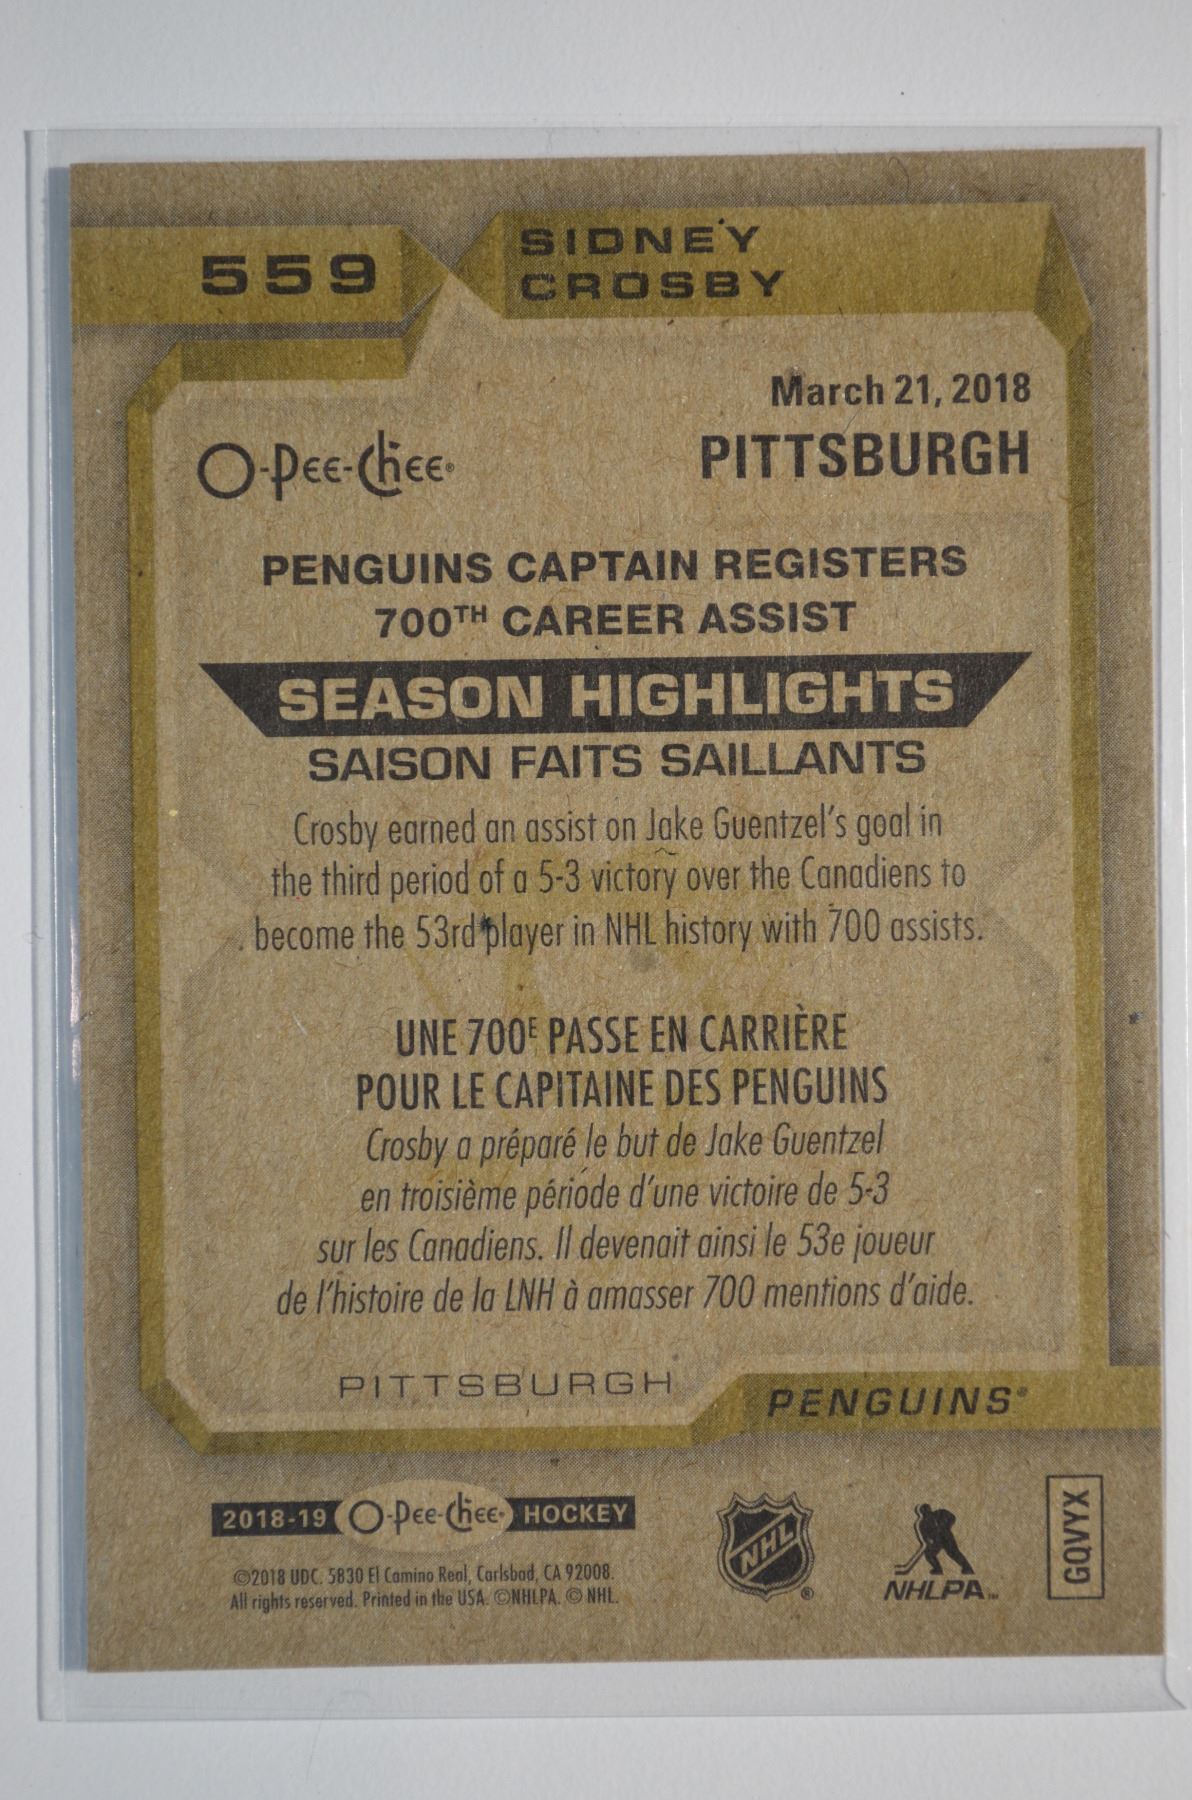 559
SIDNEY
CROSBY
March 21, 2018
O-Pee-Chee®
PITTSBURGH
PENGUINS CAPTAIN REGISTERS
700TH CAREER ASSIST
SEASON HIGHLIGHTS
SAISON FAITS SAILLANTS
Crosby earned an assist on Jake Guentzel's goal in
the third period of a 5-3 victory over the Canadiens to
become the 53rd player in NHL history with 700 assists.
UNE 700E PASSE EN CARRIÈRE
POUR LE CAPITAINE DES PENGUINS
Crosby a préparé le but de Jake Guentzel
en troisième période d'une victoire de 5-3
sur les Canadiens. Il devenait ainsi le 53e joueur
de l'histoire de la LNH à amasser 700 mentions d'aide.
PITTSBURGH
PENGUINS®
2018-19 O-Pee-Chee® HOCKEY
©2018 UDC. 5830 El Camino Real, Carlsbad, CA 92008.
All rights reserved. Printed in the USA. ©NHLPA. © NHL.
NHL®
NHLPA™
GQVYX